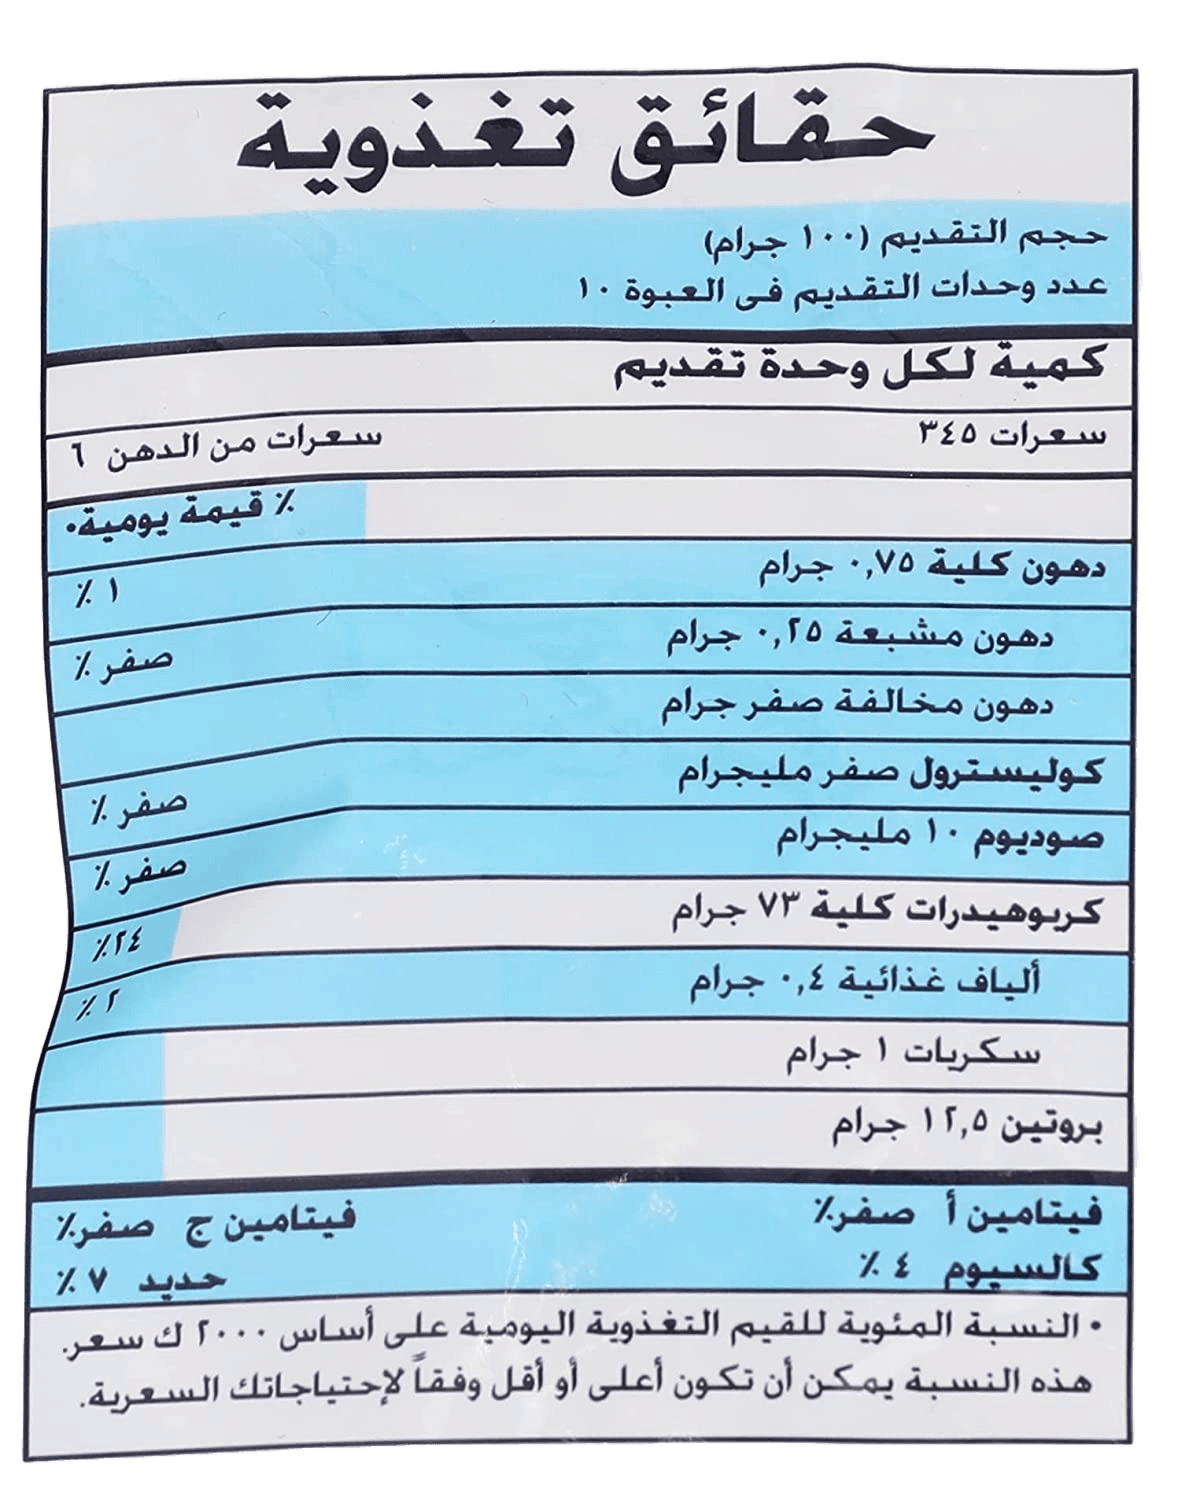 حقائق تغذوية
حجم التقديم (١٠٠ جرام)
عدد وحدات التقديم فى العبوة ١٠
كمية لكل وحدة تقديم
سعرات ٣٤٥ سعرات من الدهن ٦
٪ قيمة يومية•
دهون كلية ٠,٧٥ جرام ١ ٪
دهون مشبعة ٠,٢٥ جرام صفر ٪
دهون مخالفة صفر جرام
كوليسترول صفر مليجرام صفر ٪
صوديوم ١٠ مليجرام صفر ٪
كربوهيدرات كلية ٧٣ جرام ٢٤٪
ألياف غذائية ٠,٤ جرام ٢ ٪
سكريات ١ جرام
بروتين ١٢,٥ جرام
فيتامين أ صفر٪ فيتامين ج صفر٪
كالسيوم ٤ ٪ حديد ٧ ٪
• النسبة المئوية للقيم التغذوية اليومية على أساس ٢٠٠٠ ك سعر.
هذه النسبة يمكن أن تكون أعلى أو أقل وفقاً لإحتياجاتك السعرية.